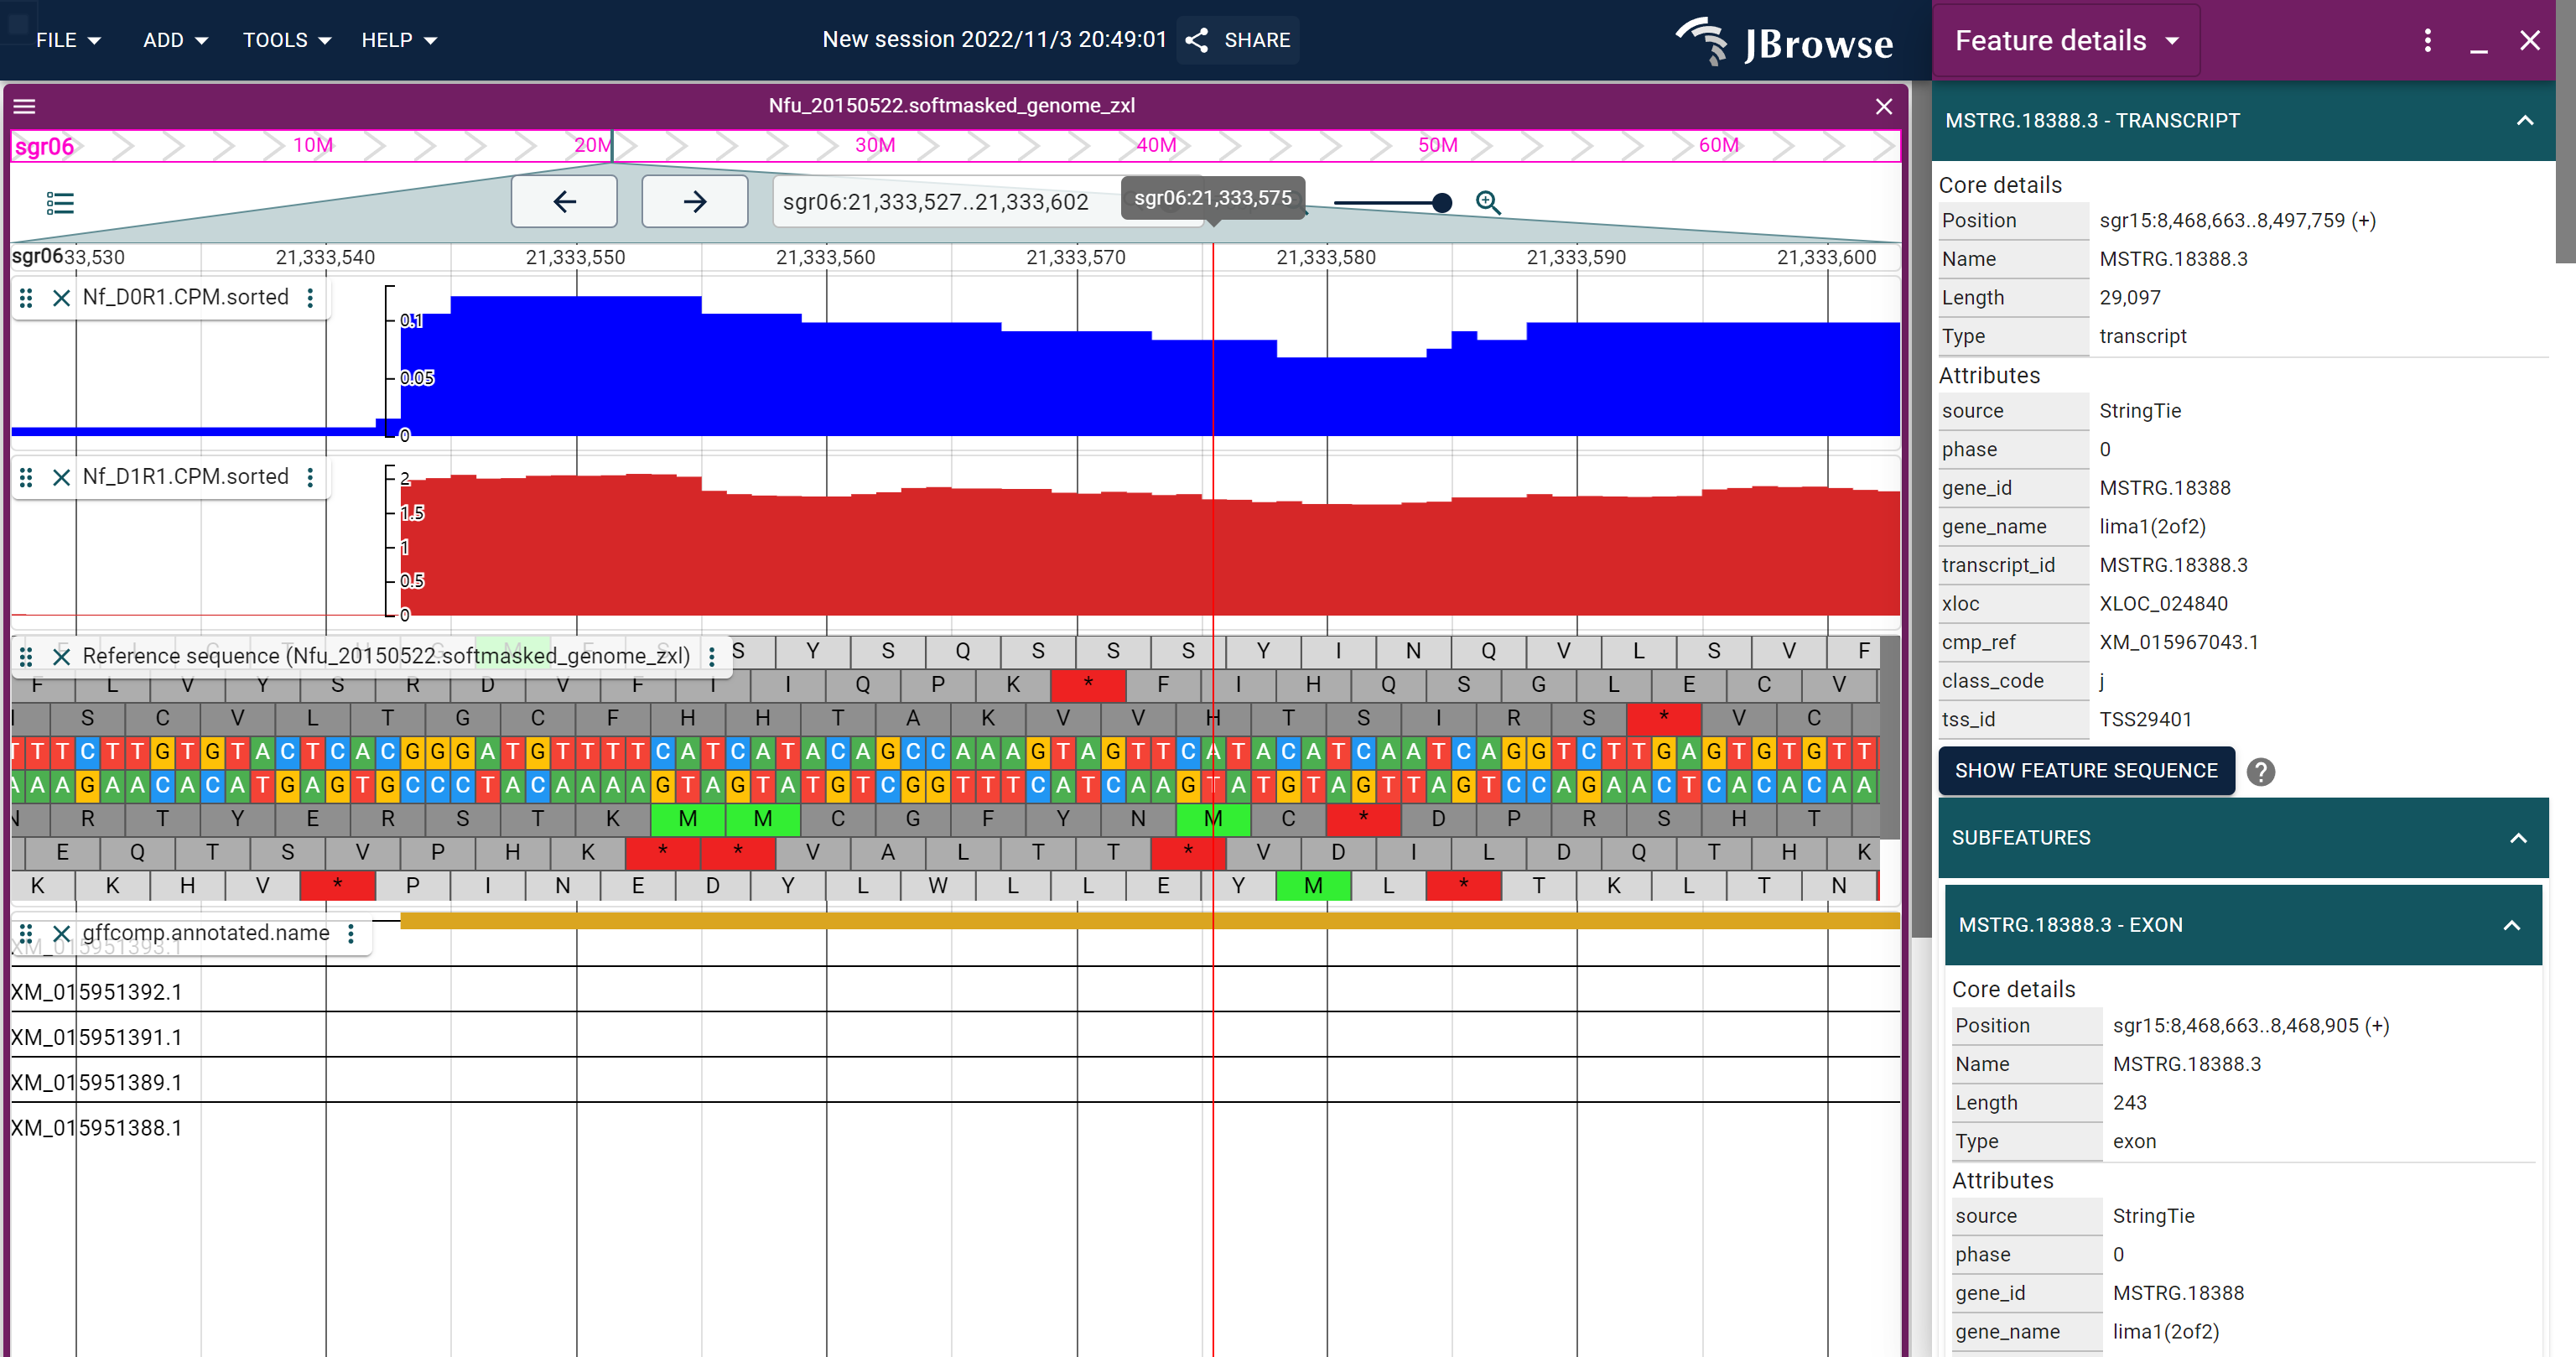 FILE ADD TOOLS HELP New session 2022/11/3 20:49:01 SHARE JBrowse
Nfu_20150522.softmasked_genome_zxl
sgr06 10M 20M 30M 40M 50M 60M
sgr06:21,333,527..21,333,602 sgr06:21,333,575
sgr06 33,530 21,333,540 21,333,550 21,333,560 21,333,570 21,333,580 21,333,590 21,333,600
Nf_D0R1.CPM.sorted
0.1
0.05
0
Nf_D1R1.CPM.sorted
2
1.5
1
0.5
0
S Y S Q S S S Y I N Q V L S V F
Reference sequence (Nfu_20150522.softmasked_genome_zxl)
F L V Y S R D V F I I Q P K * F I H Q S G L E C V
I S C V L T G C F H H T A K V V H T S I R S * V C
T T T C T T G T G T A C T C A C G G G A T G T T T T C A T C A T A C A G C C A A A G T A G T T C A T A C A T C A A T C A G G T C T T G A G T G T G T T
A A A G A A C A C A T G A G T G C C C T A C A A A A G T A G T A T G T C G G T T T C A T C A A G T A T G T A G T T A G T C C A G A A C T C A C A C A A
N R T Y E R S T K M M C G F Y N M C * D P R S H T
E Q T S V P H K * * V A L T T * V D I L D Q T H K
K K H V * P I N E D Y L W L L E Y M L * T K L T N
gffcomp.annotated.name
XM_015951393.1
XM_015951392.1
XM_015951391.1
XM_015951389.1
XM_015951388.1
Feature details
MSTRG.18388.3 - TRANSCRIPT
Core details
Position sgr15:8,468,663..8,497,759 (+)
Name MSTRG.18388.3
Length 29,097
Type transcript
Attributes
source StringTie
phase 0
gene_id MSTRG.18388
gene_name lima1(2of2)
transcript_id MSTRG.18388.3
xloc XLOC_024840
cmp_ref XM_015967043.1
class_code j
tss_id TSS29401
SHOW FEATURE SEQUENCE ?
SUBFEATURES
MSTRG.18388.3 - EXON
Core details
Position sgr15:8,468,663..8,468,905 (+)
Name MSTRG.18388.3
Length 243
Type exon
Attributes
source StringTie
phase 0
gene_id MSTRG.18388
gene_name lima1(2of2)